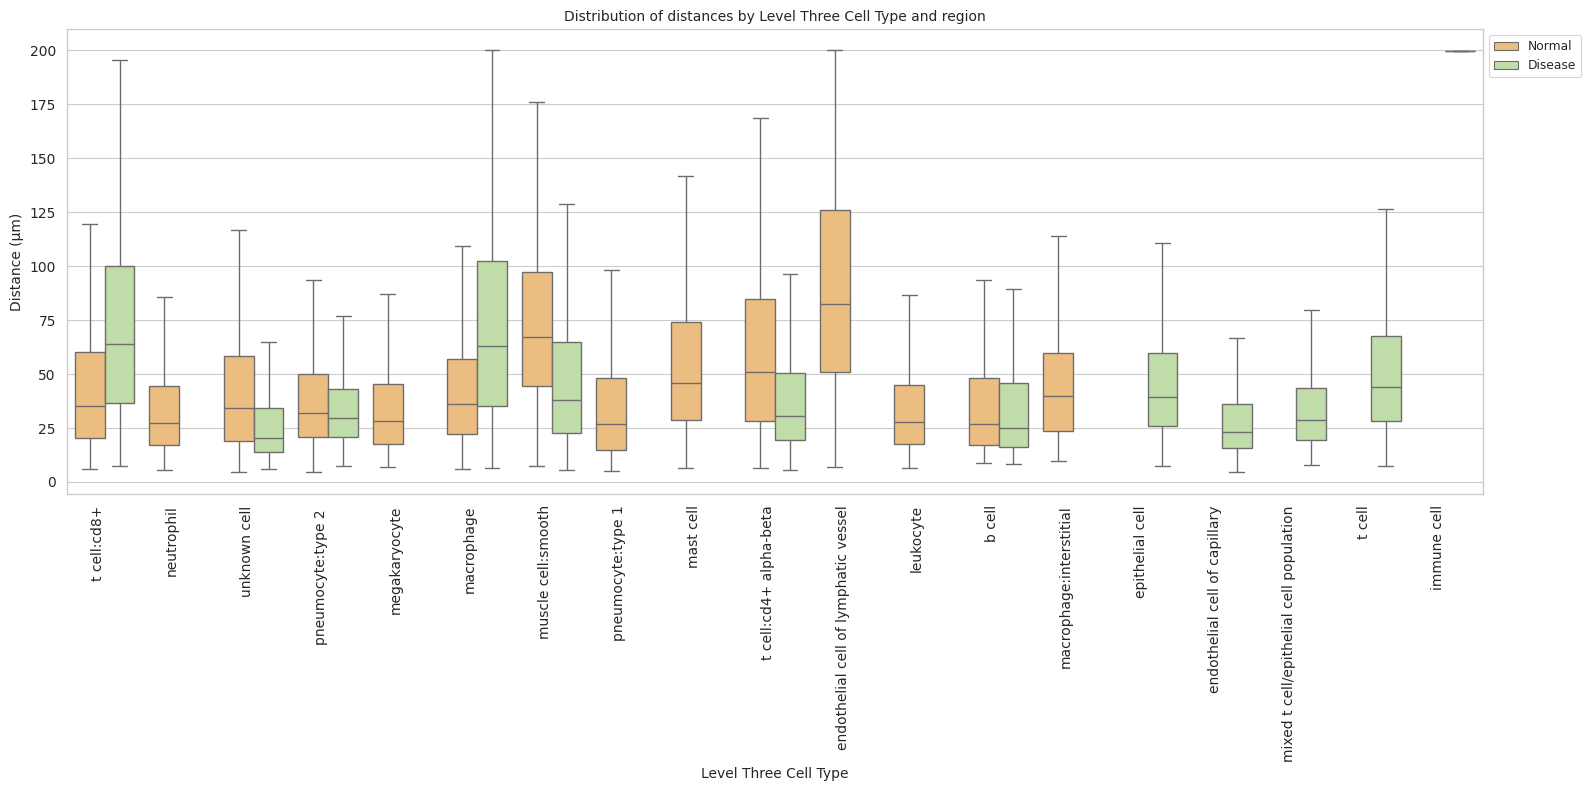 Distribution of distances by Level Three Cell Type and region
Normal
Disease
Distance (μm)
200
175
150
125
100
75
50
25
0
t cell:cd8+
neutrophil
unknown cell
pneumocyte:type 2
megakaryocyte
macrophage
muscle cell:smooth
pneumocyte:type 1
mast cell
t cell:cd4+ alpha-beta
endothelial cell of lymphatic vessel
leukocyte
b cell
macrophage:interstitial
epithelial cell
endothelial cell of capillary
mixed t cell/epithelial cell population
t cell
immune cell
Level Three Cell Type